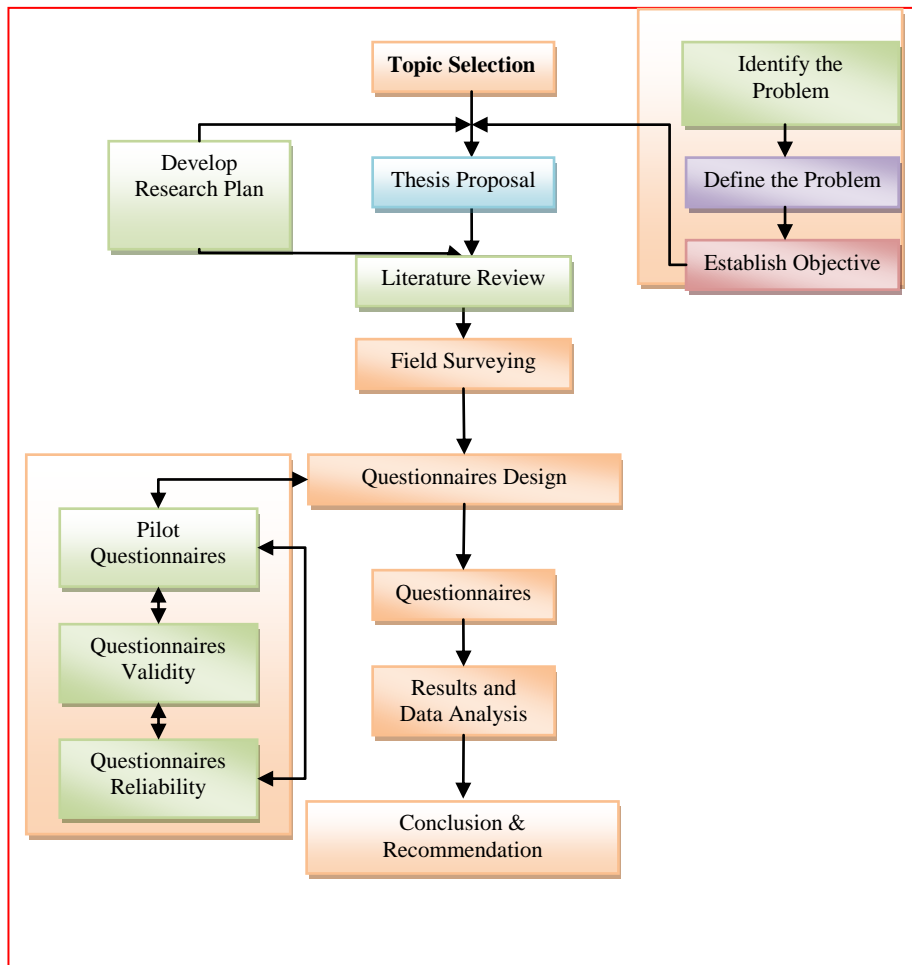 Topic Selection
Identify the
Problem
Develop
Research Plan
Thesis Proposal
Define the Problem
Literature Review
Establish Objective
Field Surveying
Questionnaires Design
Pilot
Questionnaires
Questionnaires
Validity
Questionnaires
Reliability
Questionnaires
Results and
Data Analysis
Conclusion &
Recommendation